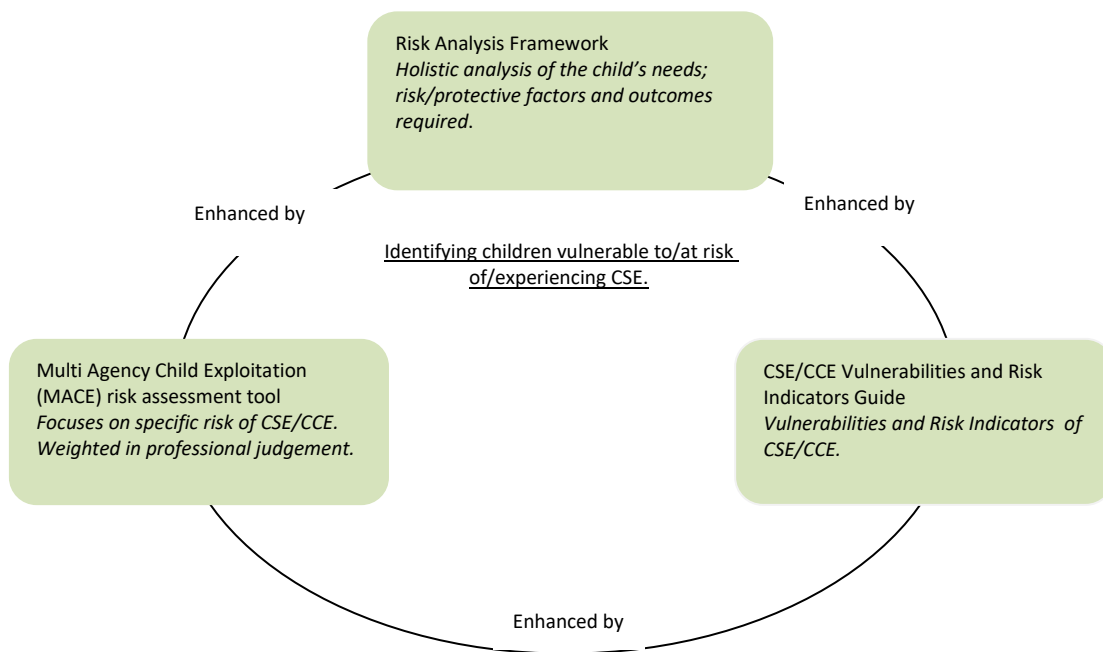 Risk Analysis Framework
Holistic analysis of the child’s needs;
risk/protective factors and outcomes
required.
Enhanced by
Enhanced by
Identifying children vulnerable to/at risk
of/experiencing CSE.
Multi Agency Child Exploitation
(MACE) risk assessment tool
Focuses on specific risk of CSE/CCE.
Weighted in professional judgement.
CSE/CCE Vulnerabilities and Risk
Indicators Guide
Vulnerabilities and Risk Indicators of
CSE/CCE.
Enhanced by